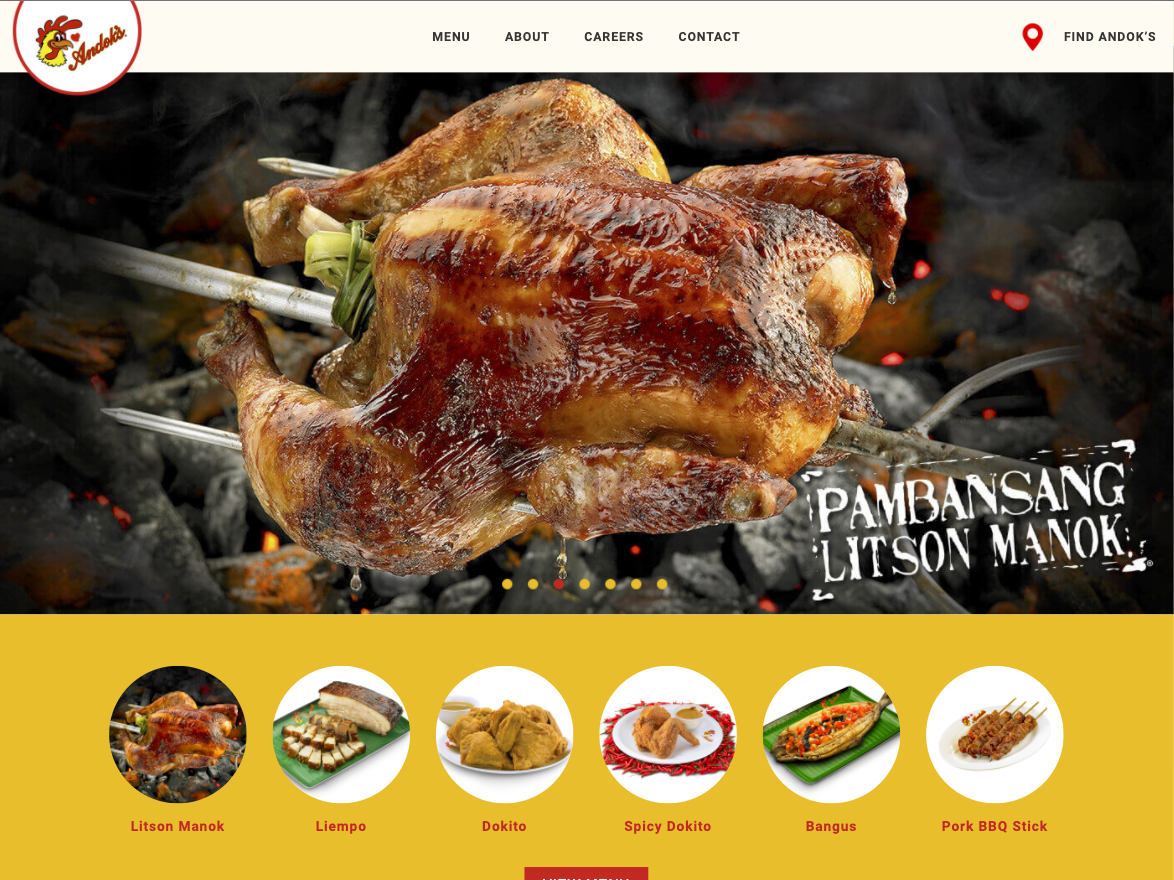 Andok's
MENU ABOUT CAREERS CONTACT
FIND ANDOK'S
PAMBANSANG
LITSON MANOK®
Litson Manok Liempo Dokito Spicy Dokito Bangus Pork BBQ Stick